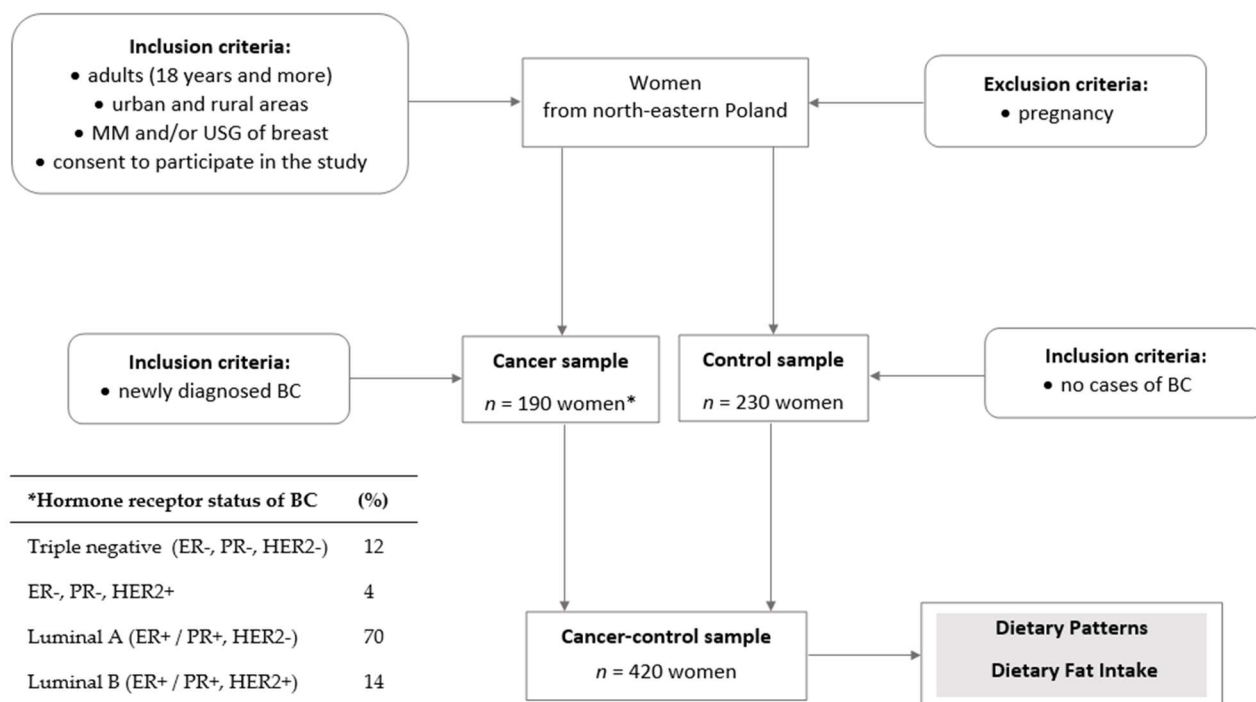 Inclusion criteria:
• adults (18 years and more)
• urban and rural areas
• MM and/or USG of breast
• consent to participate in the study
Women
from north-eastern Poland
Exclusion criteria:
• pregnancy
Inclusion criteria:
• newly diagnosed BC
Cancer sample
n = 190 women*
Control sample
n = 230 women
Inclusion criteria:
• no cases of BC
*Hormone receptor status of BC (%)
Triple negative (ER-, PR-, HER2-) 12
ER-, PR-, HER2+ 4
Luminal A (ER+ / PR+, HER2-) 70
Luminal B (ER+ / PR+, HER2+) 14
Cancer-control sample
n = 420 women
Dietary Patterns
Dietary Fat Intake